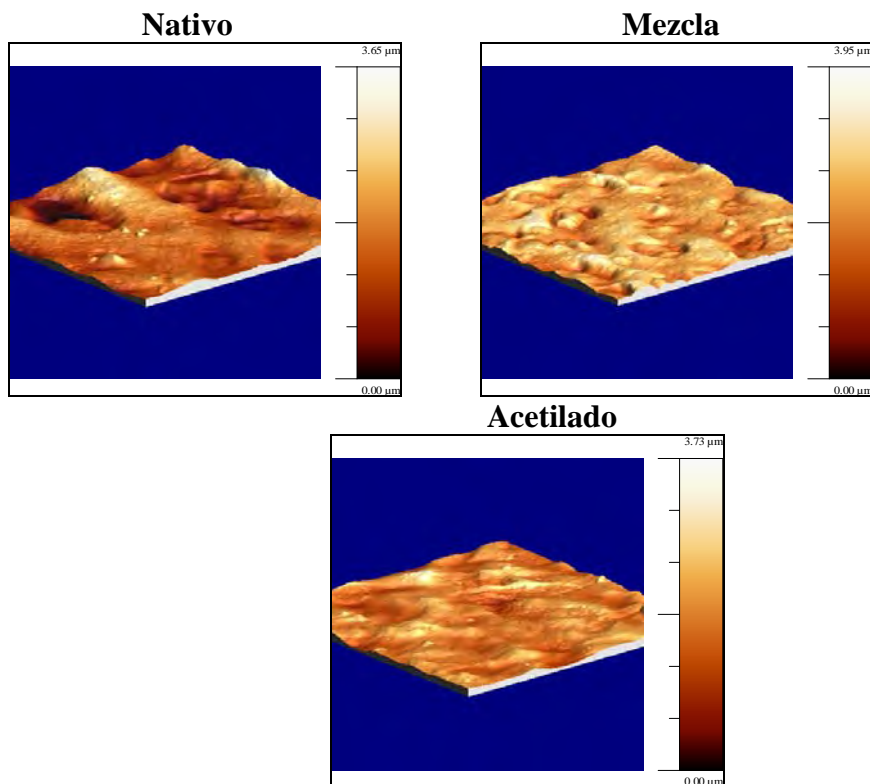 Nativo
Mezcla
3.65 µm
3.95 µm
0.00 µm
0.00 µm
Acetilado
3.73 µm
0.00 µm